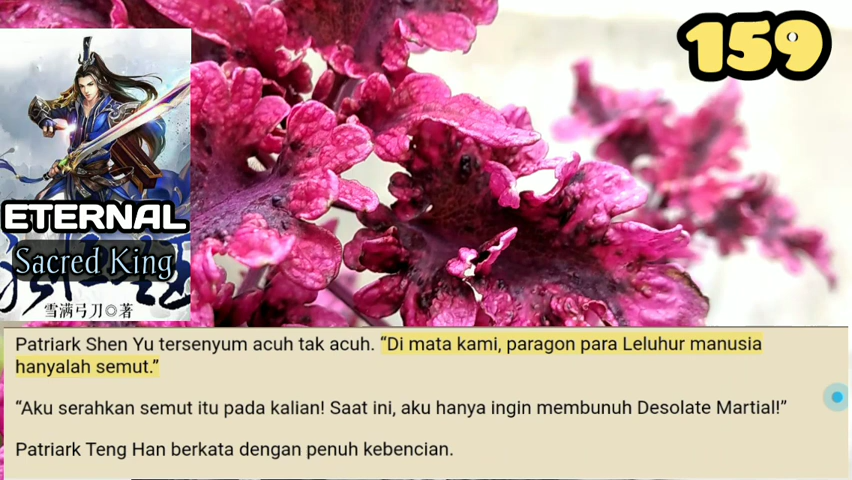 159
ETERNAL
Sacred King
雪满弓刀◎著
Patriark Shen Yu tersenyum acuh tak acuh. “Di mata kami, paragon para Leluhur manusia
hanyalah semut.”
“Aku serahkan semut itu pada kalian! Saat ini, aku hanya ingin membunuh Desolate Martial!”
Patriark Teng Han berkata dengan penuh kebencian.